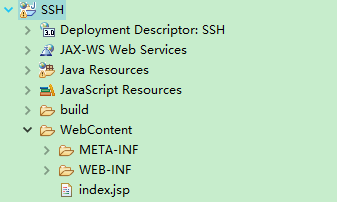 SSH
Deployment Descriptor: SSH
JAX-WS Web Services
Java Resources
JavaScript Resources
build
WebContent
META-INF
WEB-INF
index.jsp